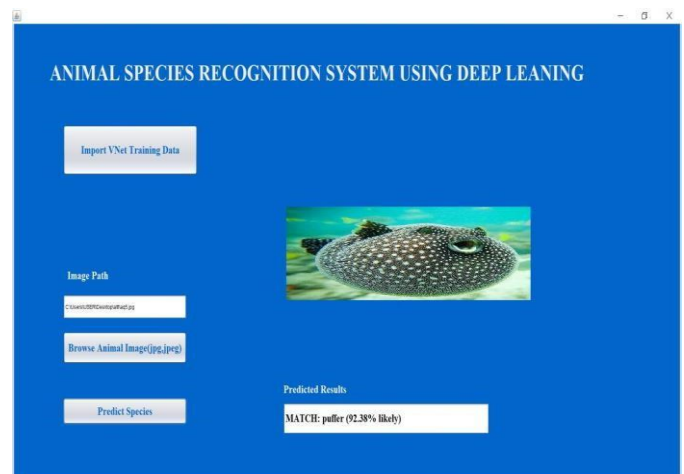 ANIMAL SPECIES RECOGNITION SYSTEM USING DEEP LEANING
Import VNet Training Data
Image Path
Browse Animal Image(jpg,jpeg)
Predict Species
Predicted Results
MATCH: puffer (92.38% likely)